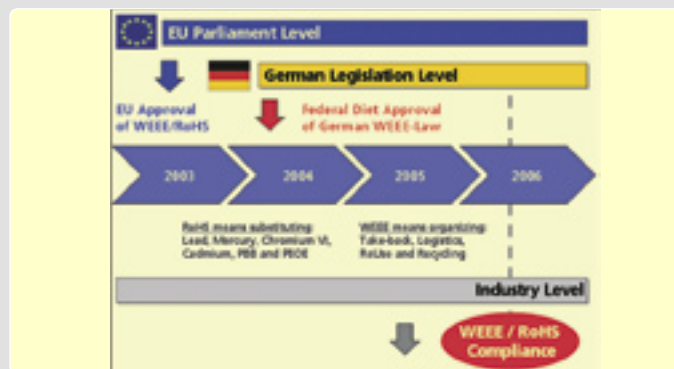 EU Parliament Level
German Legislation Level
EU Approval
of WEEE/RoHS
Federal Diet Approval
of German WEEE-Law
2003
2004
2005
2006
RoHS means substituting:
Lead, Mercury, Chromium VI,
Cadmium, PBB and PBDE
WEEE means organizing:
Take-back, Logistics,
ReUse and Recycling
Industry Level
WEEE / RoHS
Compliance